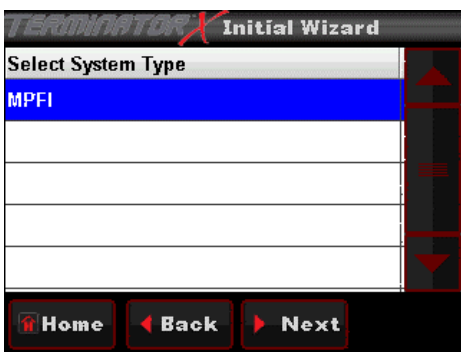 TERMINATOR X Initial Wizard
Select System Type
MPFI
Home Back Next